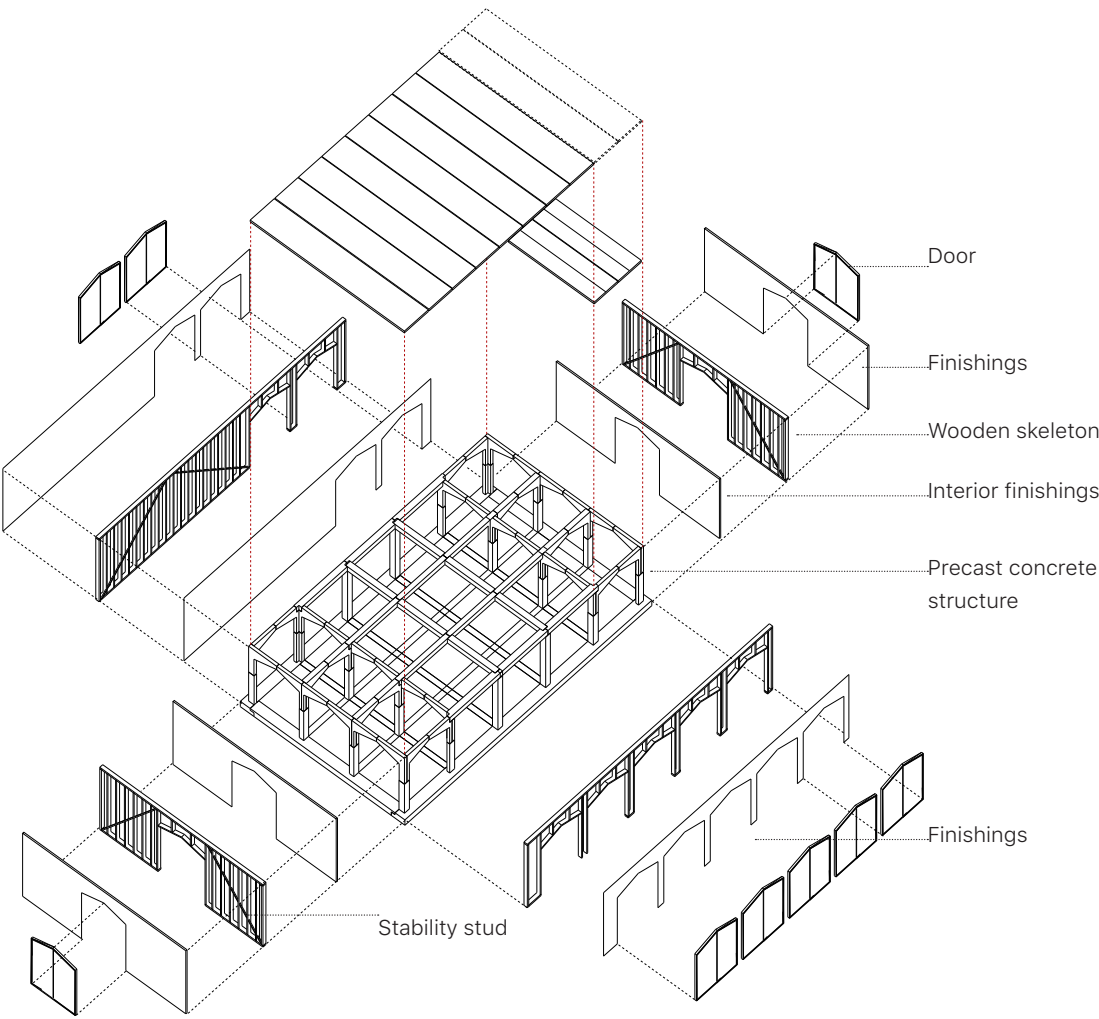 Door
Finishings
Wooden skeleton
Interior finishings
Precast concrete
structure
Finishings
Stability stud